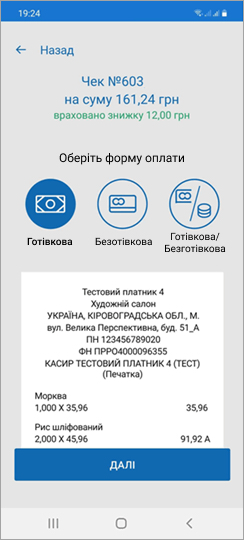 19:24
Назад
Чек №603
на суму 161,24 грн
враховано знижку 12,00 грн
Оберіть форму оплати
Готівкова
Безотівкова
Готівкова/
Безготівкова
Тестовий платник 4
Художній салон
УКРАЇНА, КІРОВОГРАДСЬКА ОБЛ., М.
вул. Велика Перспективна, буд. 51_А
ПН 123456789020
ФН ПРРО4000096355
КАСИР ТЕСТОВИЙ ПЛАТНИК 4 (ТЕСТ)
(Печатка)
Морква
1,000 X 35,96 35,96
Рис шліфований
2,000 X 45,96 91,92 А
ДАЛІ